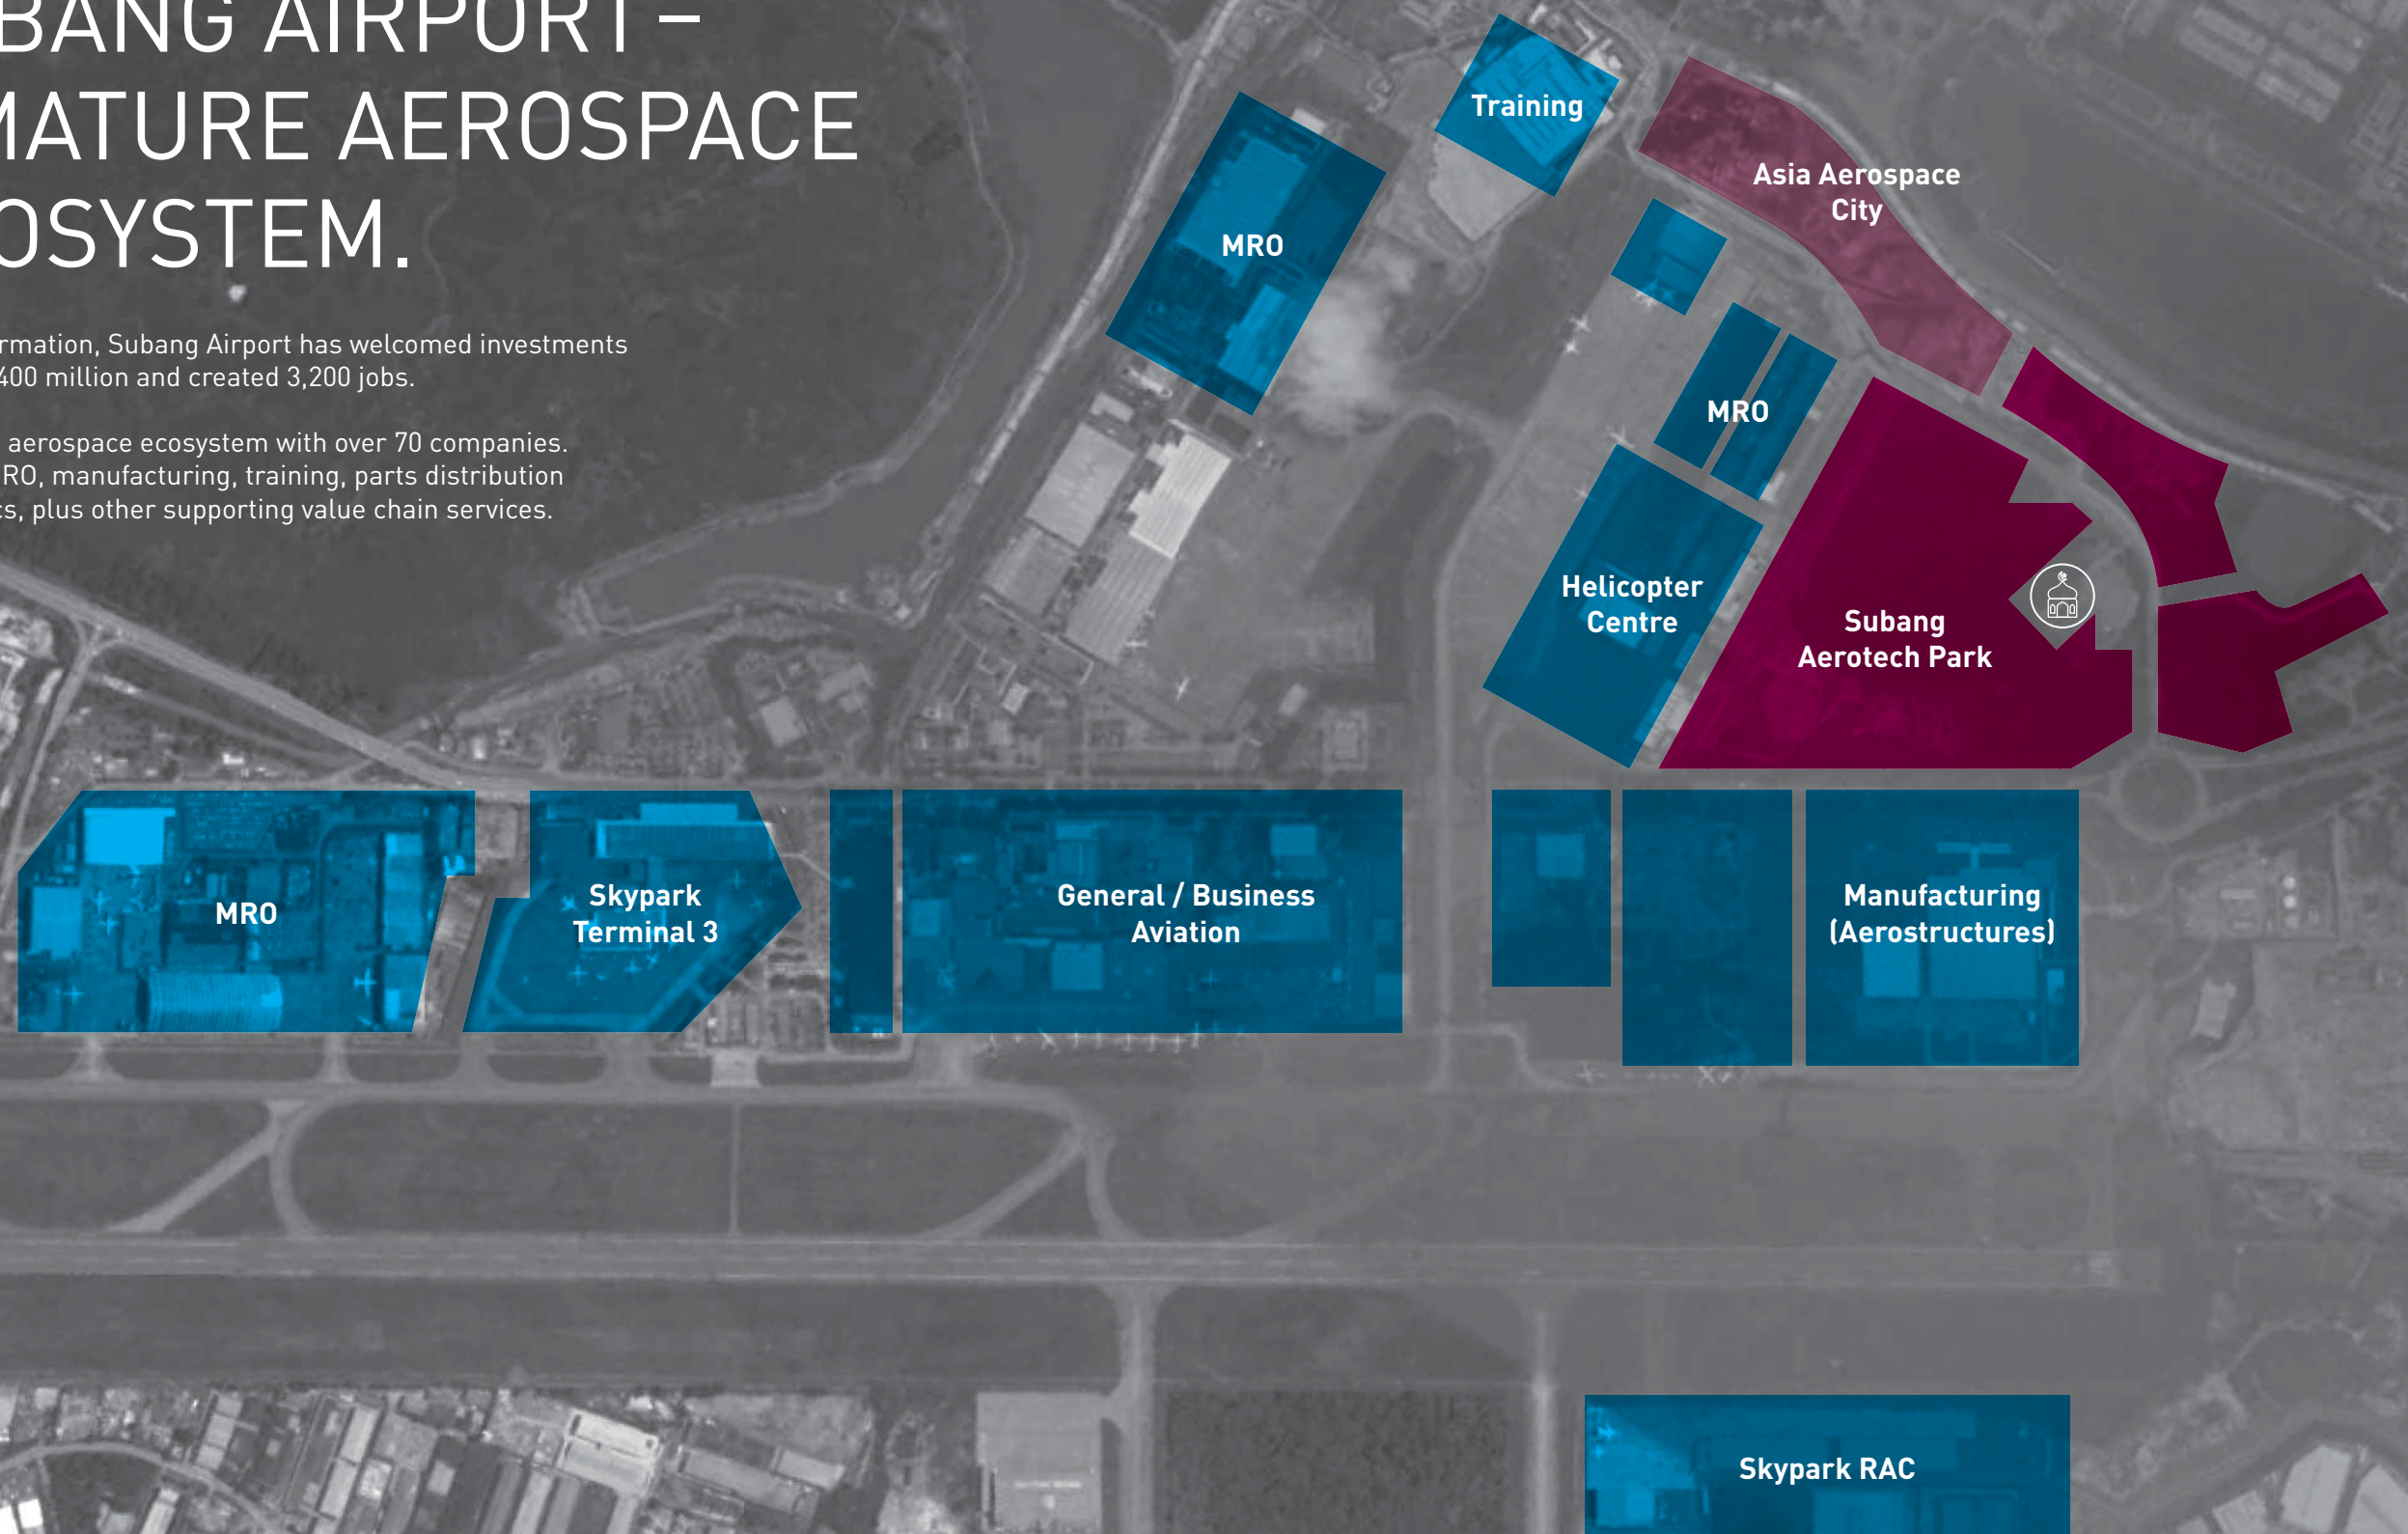 BANG AIRPORT –
MATURE AEROSPACE
OSYSTEM.
rmation, Subang Airport has welcomed investments
400 million and created 3,200 jobs.
aerospace ecosystem with over 70 companies.
RO, manufacturing, training, parts distribution
cs, plus other supporting value chain services.
Training
Asia Aerospace
City
MRO
MRO
Helicopter
Centre
Subang
Aerotech Park
MRO
Skypark
Terminal 3
General / Business
Aviation
Manufacturing
(Aerostructures)
Skypark RAC